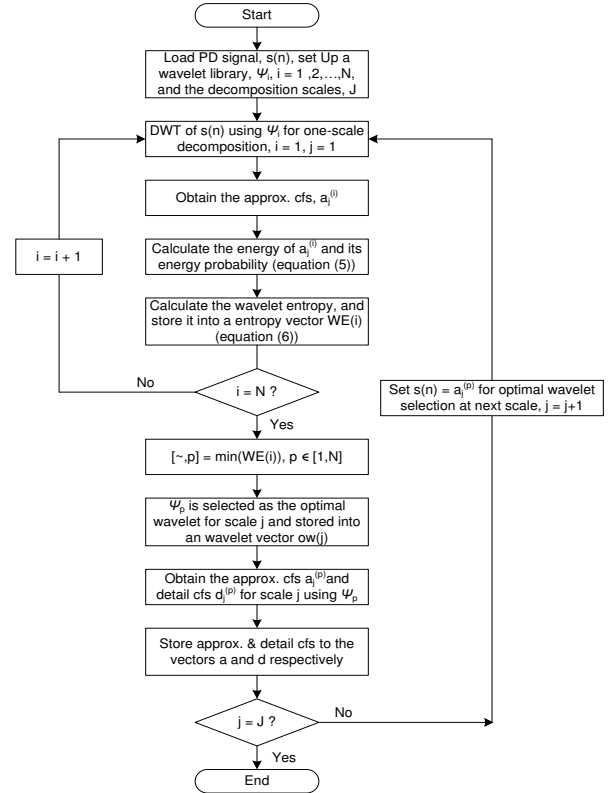 Start
Load PD signal, s(n), set Up a
wavelet library, Ψi, i = 1 ,2,...,N,
and the decomposition scales, J
DWT of s(n) using Ψi for one-scale
decomposition, i = 1, j = 1
Obtain the approx. cfs, aj(i)
i = i + 1
Calculate the energy of aj(i) and its
energy probability (equation (5))
Calculate the wavelet entropy, and
store it into a entropy vector WE(i)
(equation (6))
No
i = N ?
Set s(n) = aj(p) for optimal wavelet
selection at next scale, j = j+1
Yes
[~,p] = min(WE(i)), p ϵ [1,N]
Ψp is selected as the optimal
wavelet for scale j and stored into
an wavelet vector ow(j)
Obtain the approx. cfs aj(p)and
detail cfs dj(p) for scale j using Ψp
Store approx. & detail cfs to the
vectors a and d respectively
j = J ?
No
Yes
End